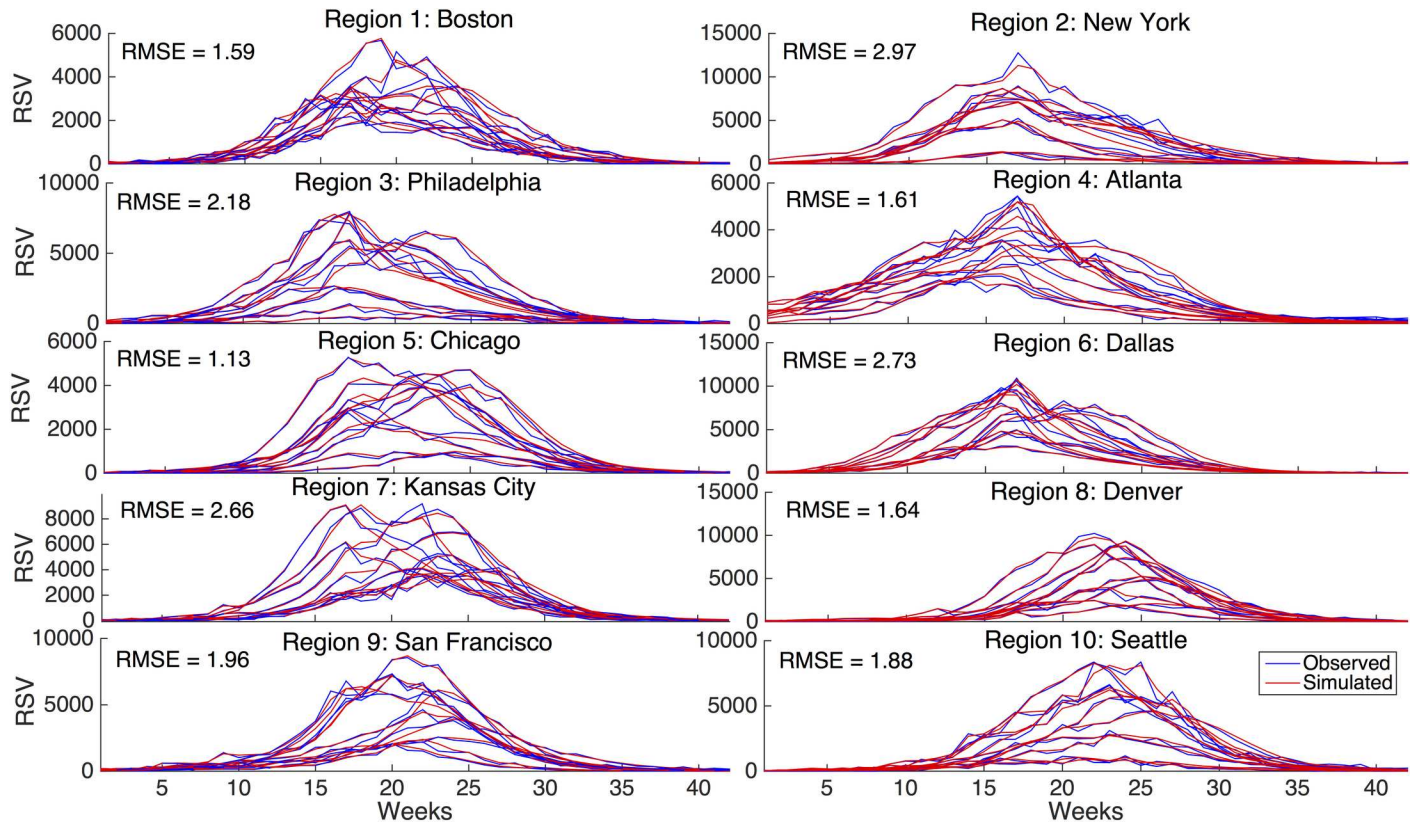 Region 1: Boston
RMSE = 1.59
RSV
6000
4000
2000
0
Region 2: New York
RMSE = 2.97
15000
10000
5000
0
Region 3: Philadelphia
RMSE = 2.18
RSV
10000
5000
0
Region 4: Atlanta
RMSE = 1.61
6000
4000
2000
0
Region 5: Chicago
RMSE = 1.13
RSV
6000
4000
2000
0
Region 6: Dallas
RMSE = 2.73
15000
10000
5000
0
Region 7: Kansas City
RMSE = 2.66
RSV
8000
6000
4000
2000
0
Region 8: Denver
RMSE = 1.64
15000
10000
5000
0
Region 9: San Francisco
RMSE = 1.96
RSV
10000
5000
0
5 10 15 20 25 30 35 40
Weeks
Region 10: Seattle
RMSE = 1.88
10000
5000
0
Observed
Simulated
5 10 15 20 25 30 35 40
Weeks